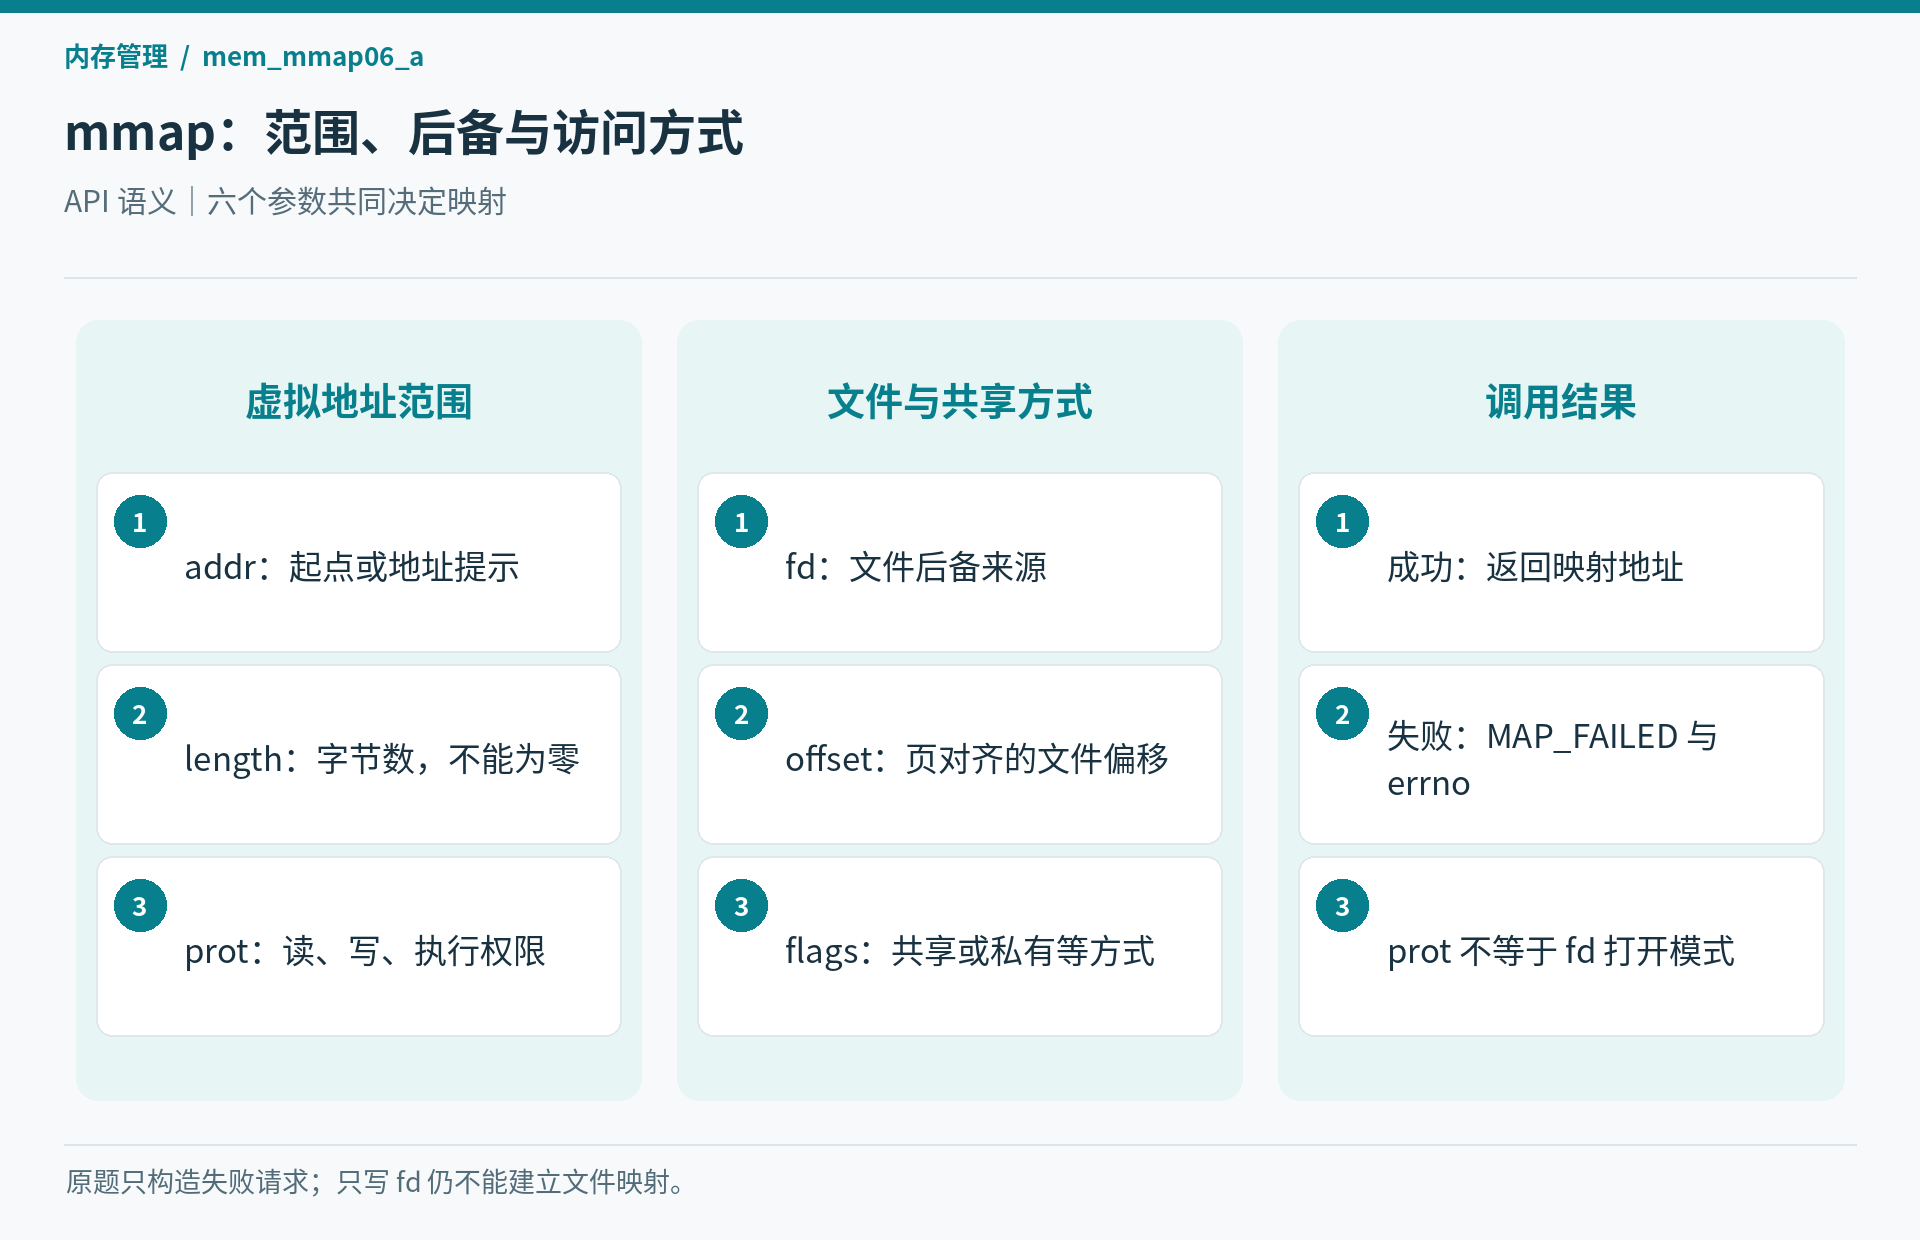 内存管理 / mem_mmap06_a
mmap：范围、后备与访问方式
API 语义｜六个参数共同决定映射
虚拟地址范围
1
addr：起点或地址提示
2
length：字节数，不能为零
3
prot：读、写、执行权限
文件与共享方式
1
fd：文件后备来源
2
offset：页对齐的文件偏移
3
flags：共享或私有等方式
调用结果
1
成功：返回映射地址
2
失败：MAP_FAILED 与
errno
3
prot 不等于 fd 打开模式
原题只构造失败请求；只写 fd 仍不能建立文件映射。